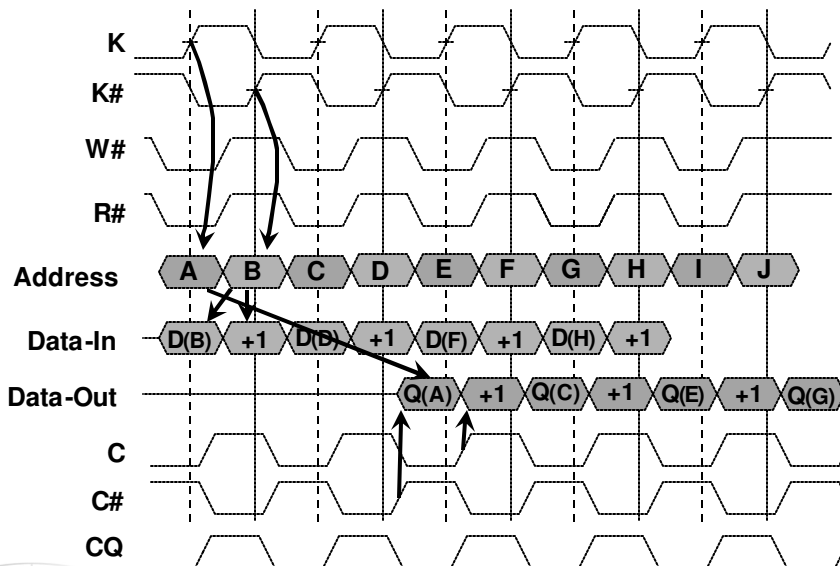 K
K#
W#
R#
Address A B C D E F G H I J
Data-In D(B) +1 D(D) +1 D(F) +1 D(H) +1
Data-Out Q(A) +1 Q(C) +1 Q(E) +1 Q(G)
C
C#
CQ